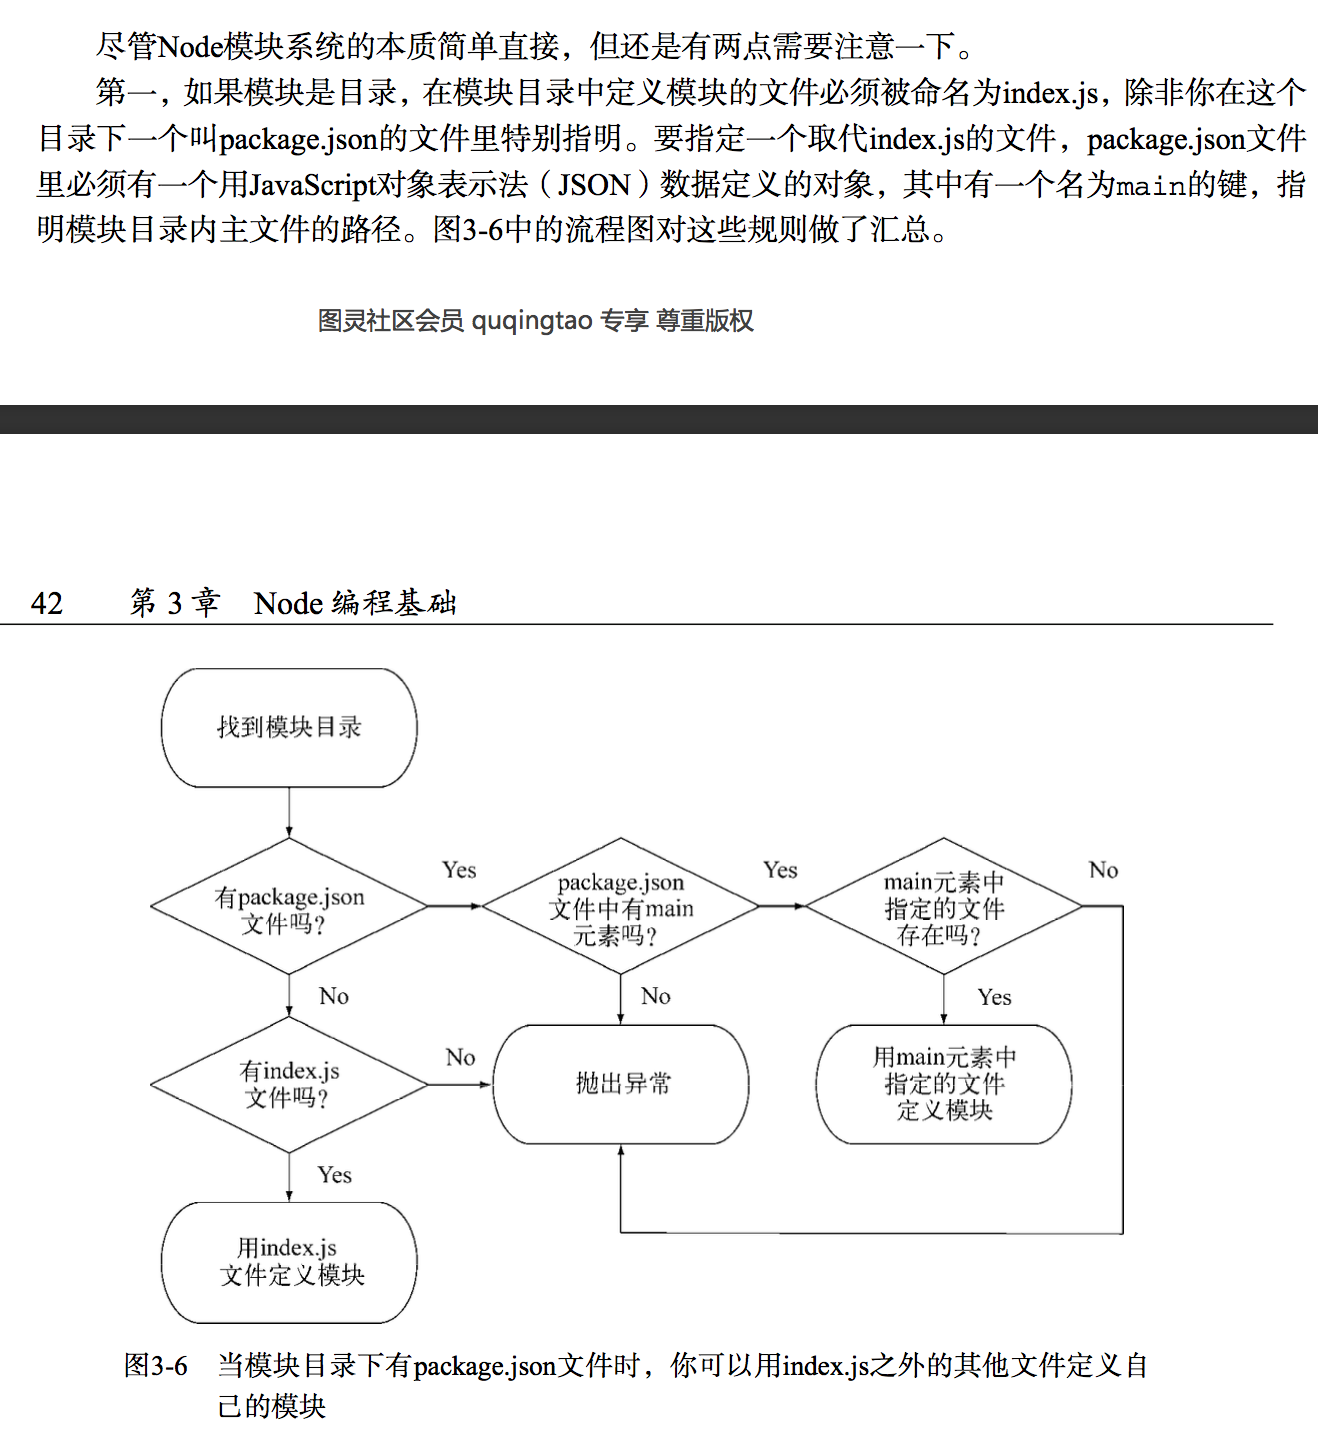 尽管Node模块系统的本质简单直接，但还是有两点需要注意一下。
第一，如果模块是目录，在模块目录中定义模块的文件必须被命名为index.js，除非你在这个
目录下一个叫package.json的文件里特别指明。要指定一个取代index.js的文件，package.json文件
里必须有一个用JavaScript对象表示法（JSON）数据定义的对象，其中有一个名为main的键，指
明模块目录内主文件的路径。图3-6中的流程图对这些规则做了汇总。
图灵社区会员 quqingtao 专享 尊重版权
42 第 3 章 Node 编程基础
找到模块目录
有package.json
文件吗？
Yes
package.json
文件中有main
元素吗？
Yes
main元素中
指定的文件
存在吗？
No
No
No
Yes
有index.js
文件吗？
No
抛出异常
用main元素中
指定的文件
定义模块
Yes
用index.js
文件定义模块
图3-6 当模块目录下有package.json文件时，你可以用index.js之外的其他文件定义自
己的模块